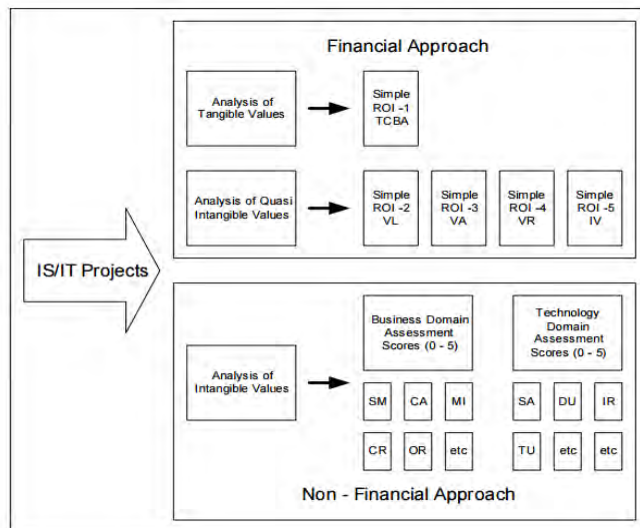 Financial Approach
Analysis of
Tangible Values
Simple
ROI -1
TCBA
Analysis of Quasi
Intangible Values
Simple
ROI -2
VL
Simple
ROI -3
VA
Simple
ROI -4
VR
Simple
ROI -5
IV
IS/IT Projects
Analysis of
Intangible Values
Business Domain
Assessment
Scores (0 - 5)
Technology
Domain
Assessment
Scores (0 - 5)
SM
CA
MI
SA
DU
IR
CR
OR
etc
TU
etc
etc
Non - Financial Approach